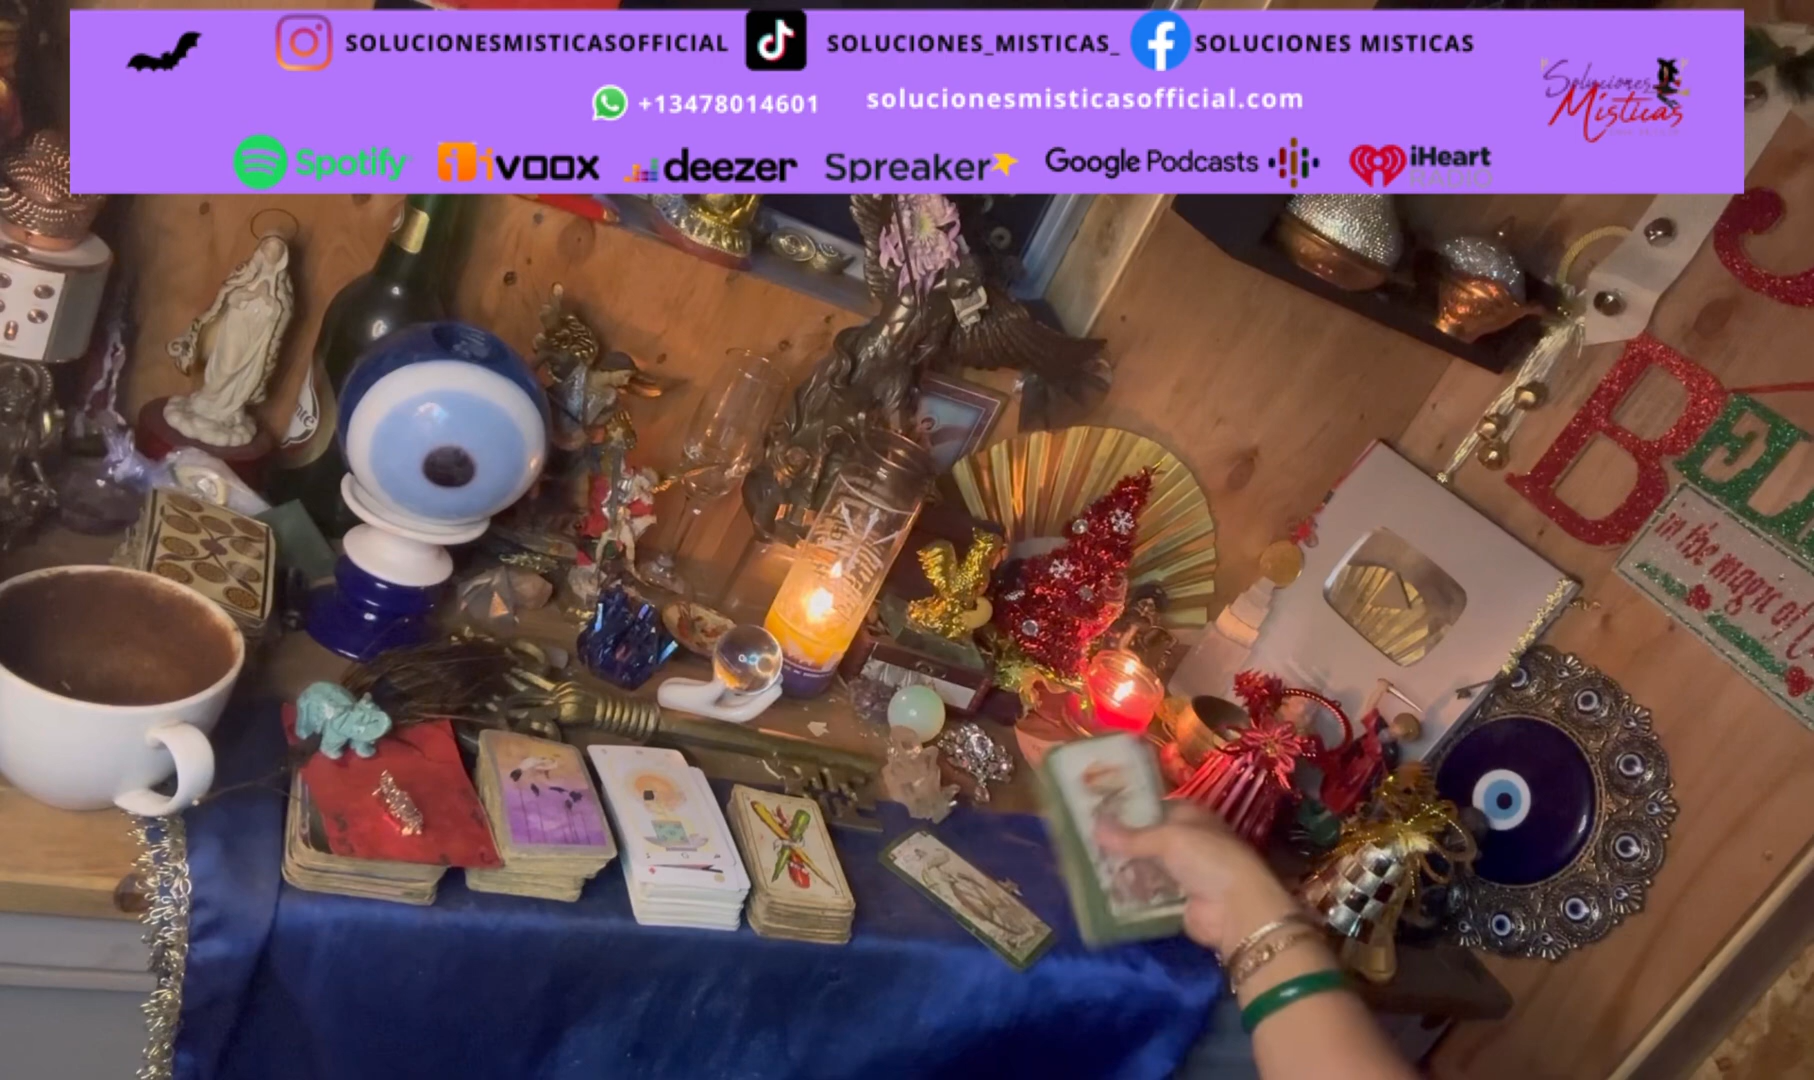 SOLUCIONESMISTICASOFFICIAL SOLUCIONES_MISTICAS_ SOLUCIONES MISTICAS
+13478014601 solucionesmisticasofficial.com
Soluciones
Místicas
Spotify iVOOX deezer Spreaker Google Podcasts iHeart
RADIO
in the magic of